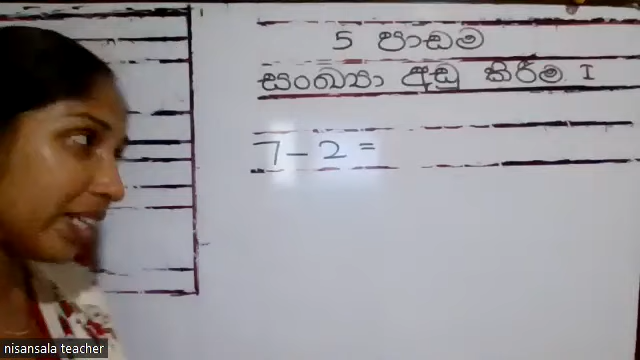 5 පාඩම
සංඛ්‍යා අඩු කිරීම I
7 - 2 =
nisansala teacher